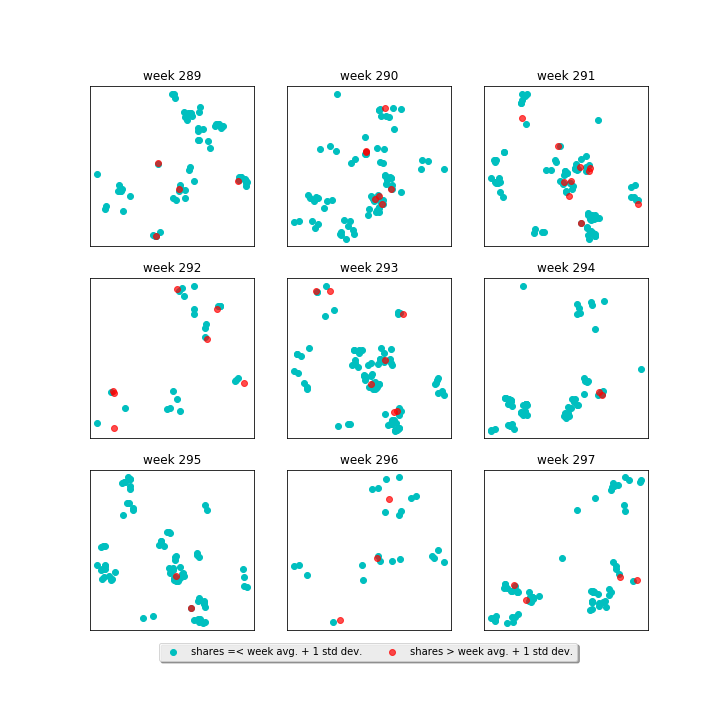 week 289
week 290
week 291
week 292
week 293
week 294
week 295
week 296
week 297
shares =< week avg. + 1 std dev.
shares > week avg. + 1 std dev.